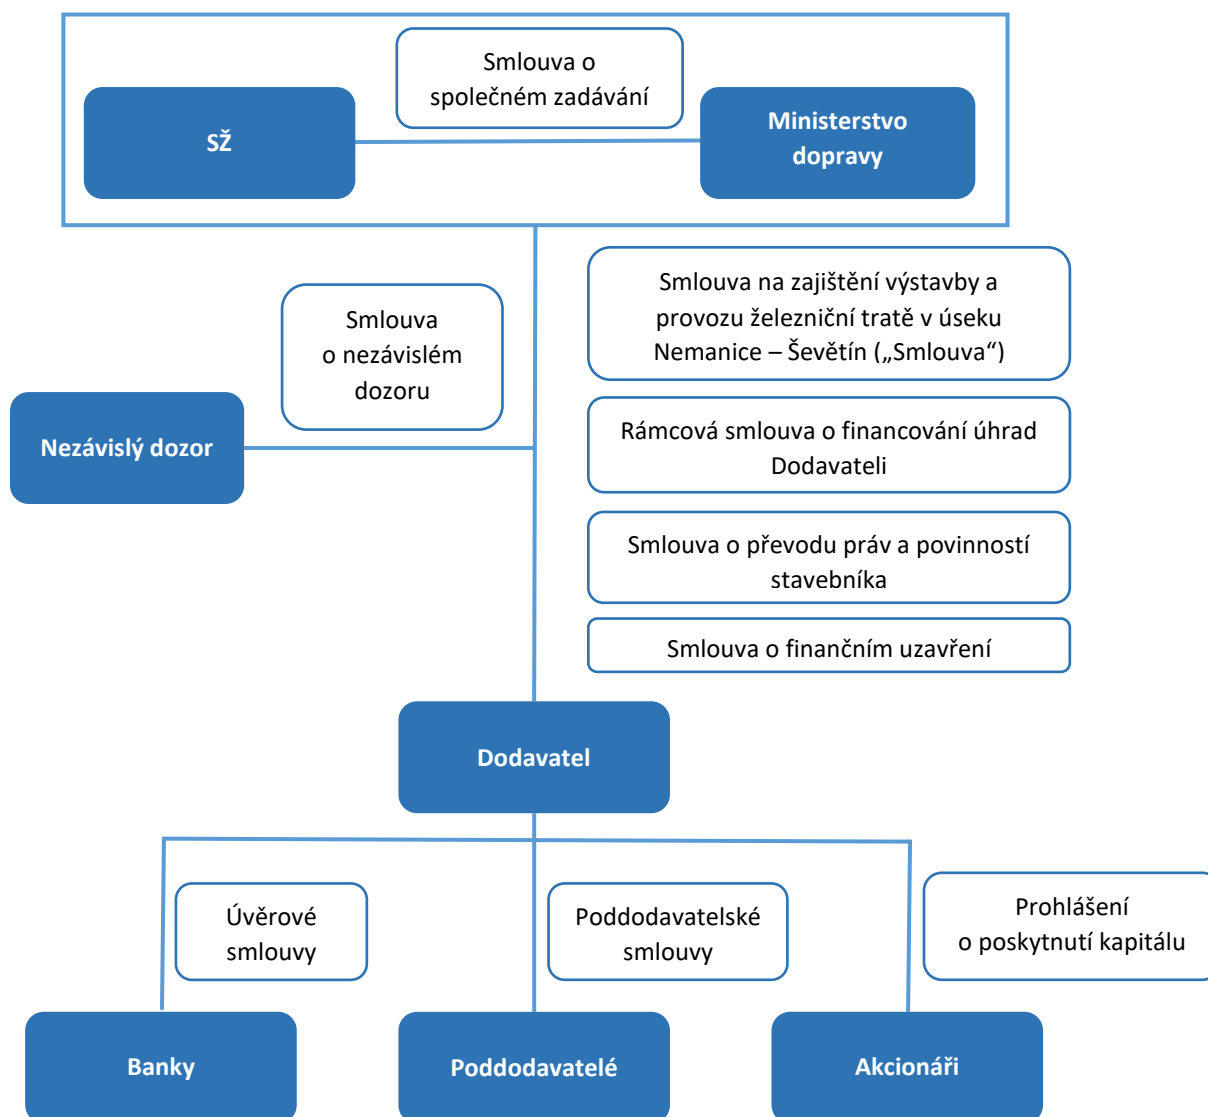 Smlouva o
společném zadávání
SŽ
Ministerstvo
dopravy
Smlouva na zajištění výstavby a
provozu železniční tratě v úseku
Nemanice – Ševětín („Smlouva“)
Smlouva
o nezávislém
dozoru
Nezávislý dozor
Rámcová smlouva o financování úhrad
Dodavateli
Smlouva o převodu práv a povinností
stavebníka
Smlouva o finančním uzavření
Dodavatel
Úvěrové
smlouvy
Poddodavatelské
smlouvy
Prohlášení
o poskytnutí kapitálu
Banky
Poddodavatelé
Akcionáři